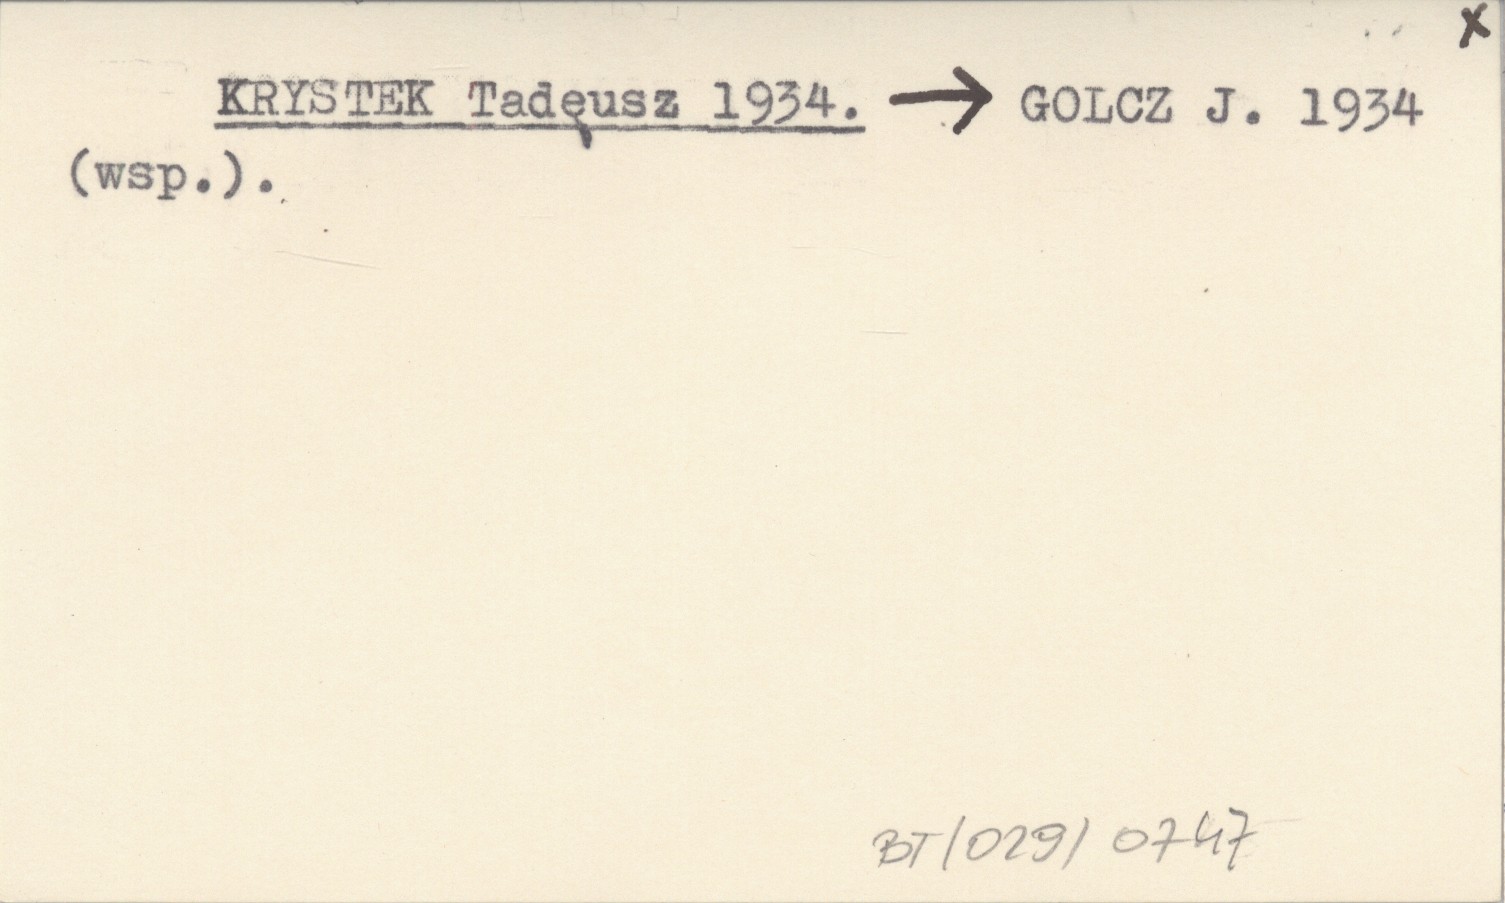 x
KRYSTEK Tadeusz 1934. → GOLCZ J. 1934
(wsp.).
BT/029/ 0747